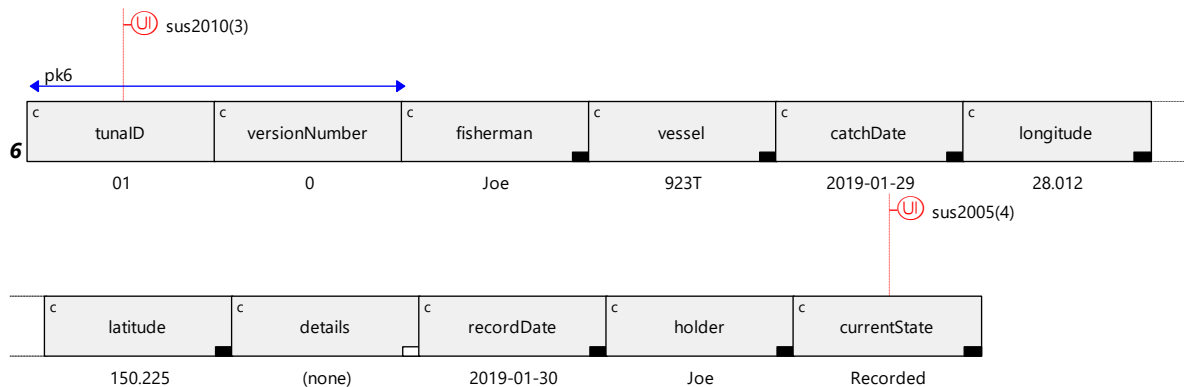 UI sus2010(3)
pk6
c c c c c c
tunaID versionNumber fisherman vessel catchDate longitude
6
01 0 Joe 923T 2019-01-29 28.012
UI sus2005(4)
c c c c c
latitude details recordDate holder currentState
150.225 (none) 2019-01-30 Joe Recorded